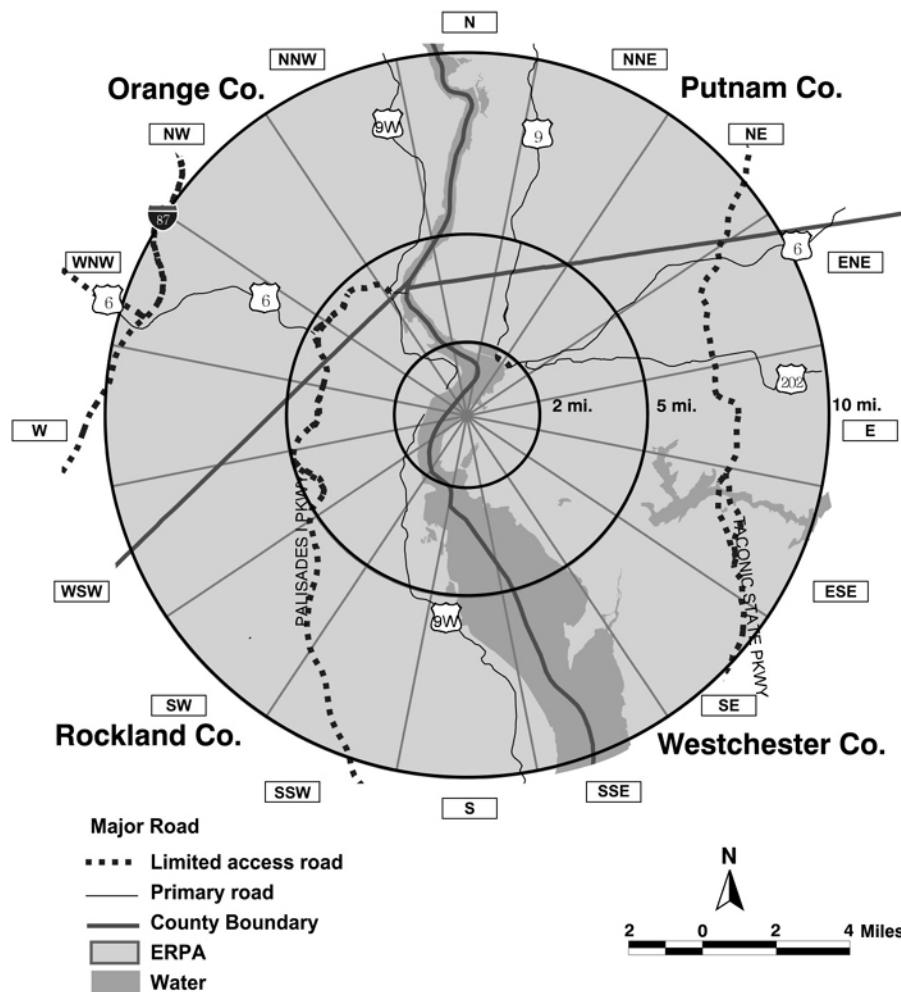 N
NNW
NNE
Orange Co.
Putnam Co.
9W
9
NW
NE
87
6
WNW
ENE
6
6
202
2 mi.
5 mi.
10 mi.
W
E
PALISADES N PKWY
TACONIC STATE PKWY
WSW
ESE
9W
SW
SE
Rockland Co.
Westchester Co.
SSW
S
SSE
Major Road
Limited access road
Primary road
County Boundary
ERPA
Water
N
2 0 2 4 Miles